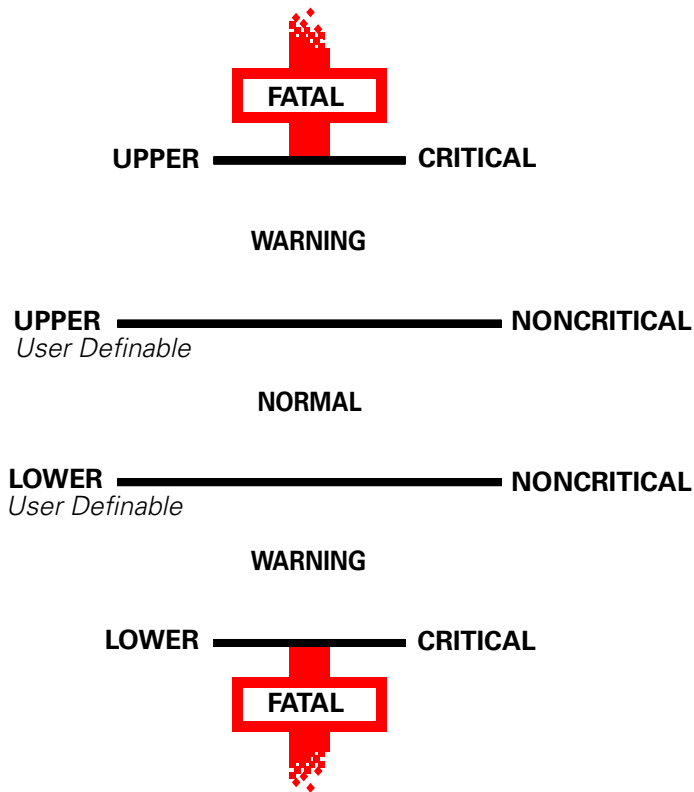 FATAL
UPPER CRITICAL
WARNING
UPPER NONCRITICAL
User Definable
NORMAL
LOWER NONCRITICAL
User Definable
WARNING
LOWER CRITICAL
FATAL